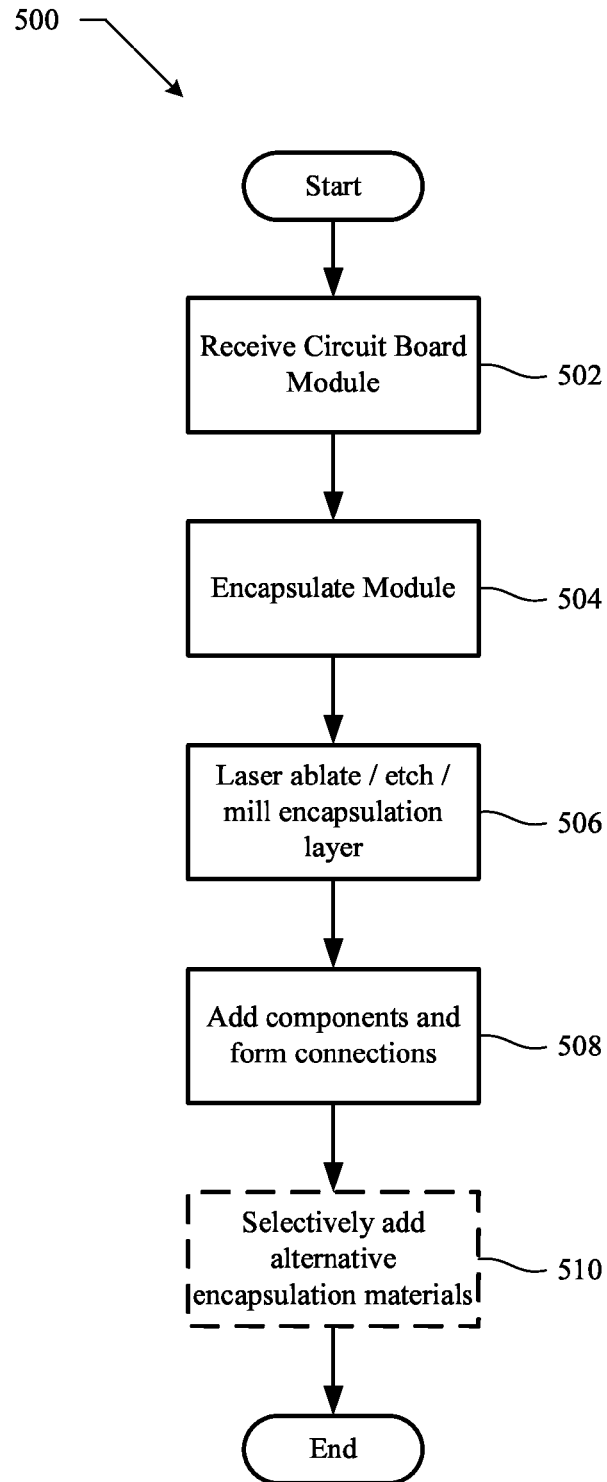 500
Start
Receive Circuit Board
Module
502
Encapsulate Module
504
Laser ablate / etch /
mill encapsulation
layer
506
Add components and
form connections
508
Selectively add
alternative
encapsulation materials
510
End